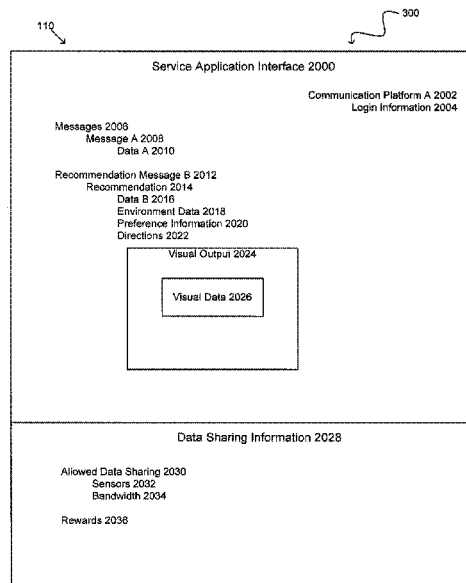 110
300
Service Application Interface 2000
Communication Platform A 2002
Login Information 2004
Messages 2006
Message A 2008
Data A 2010
Recommendation Message B 2012
Recommendation 2014
Data B 2016
Environment Data 2018
Preference Information 2020
Directions 2022
Visual Output 2024
Visual Data 2026
Data Sharing Information 2028
Allowed Data Sharing 2030
Sensors 2032
Bandwidth 2034
Rewards 2036